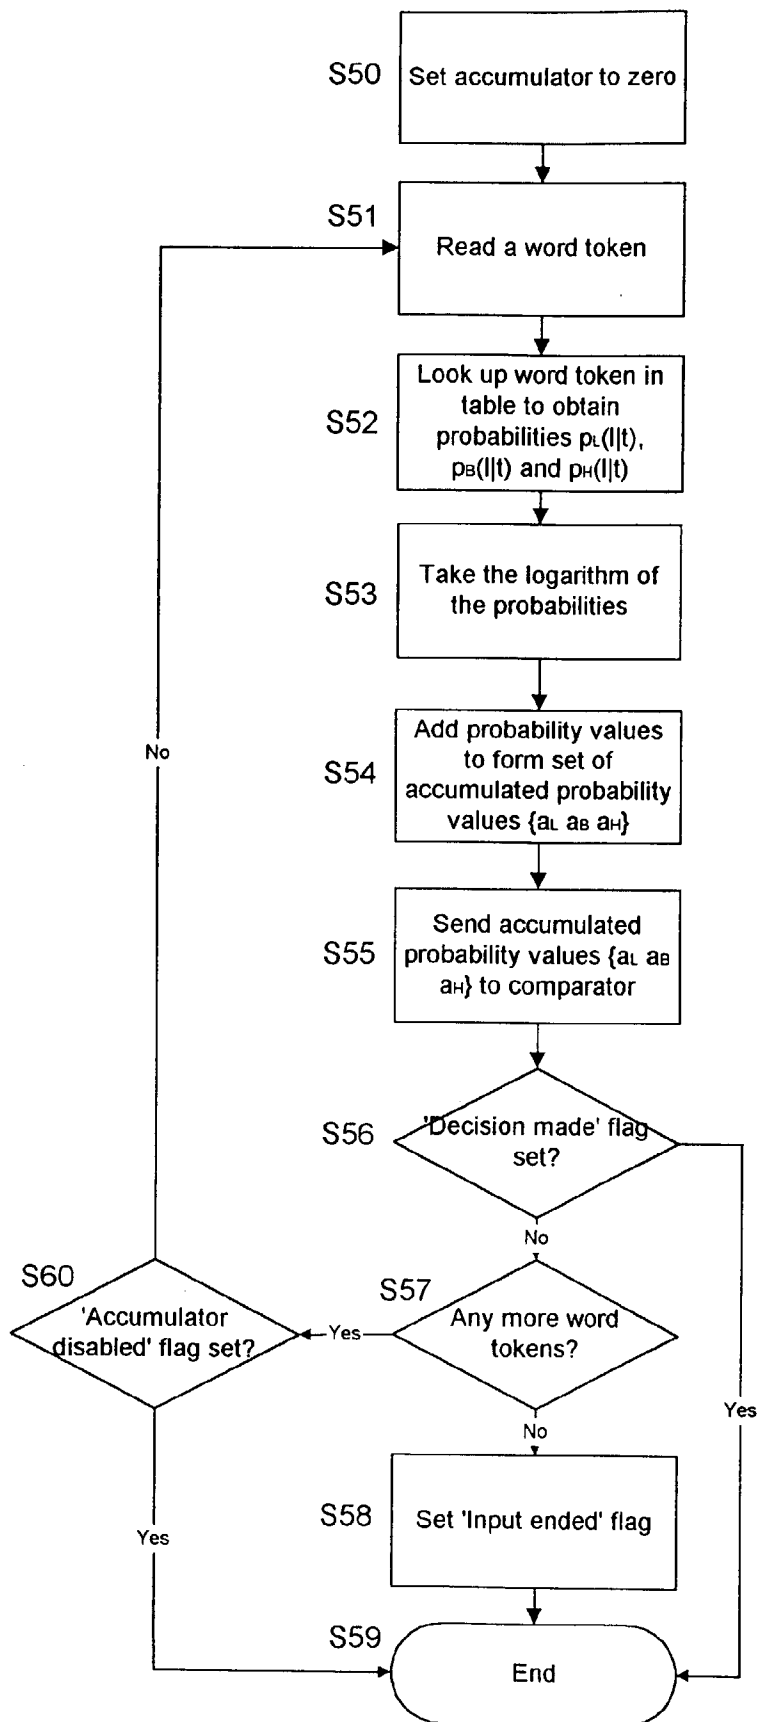 S50
Set accumulator to zero
S51
Read a word token
S52
Look up word token in
table to obtain
probabilities pL(l|t),
pB(l|t) and pH(l|t)
S53
Take the logarithm of
the probabilities
S54
Add probability values
to form set of
accumulated probability
values {aL aB aH}
S55
Send accumulated
probability values {aL aB
aH} to comparator
S56
'Decision made' flag
set?
No
Yes
S57
Any more word
tokens?
Yes
No
S60
'Accumulator
disabled' flag set?
No
Yes
S58
Set 'Input ended' flag
S59
End